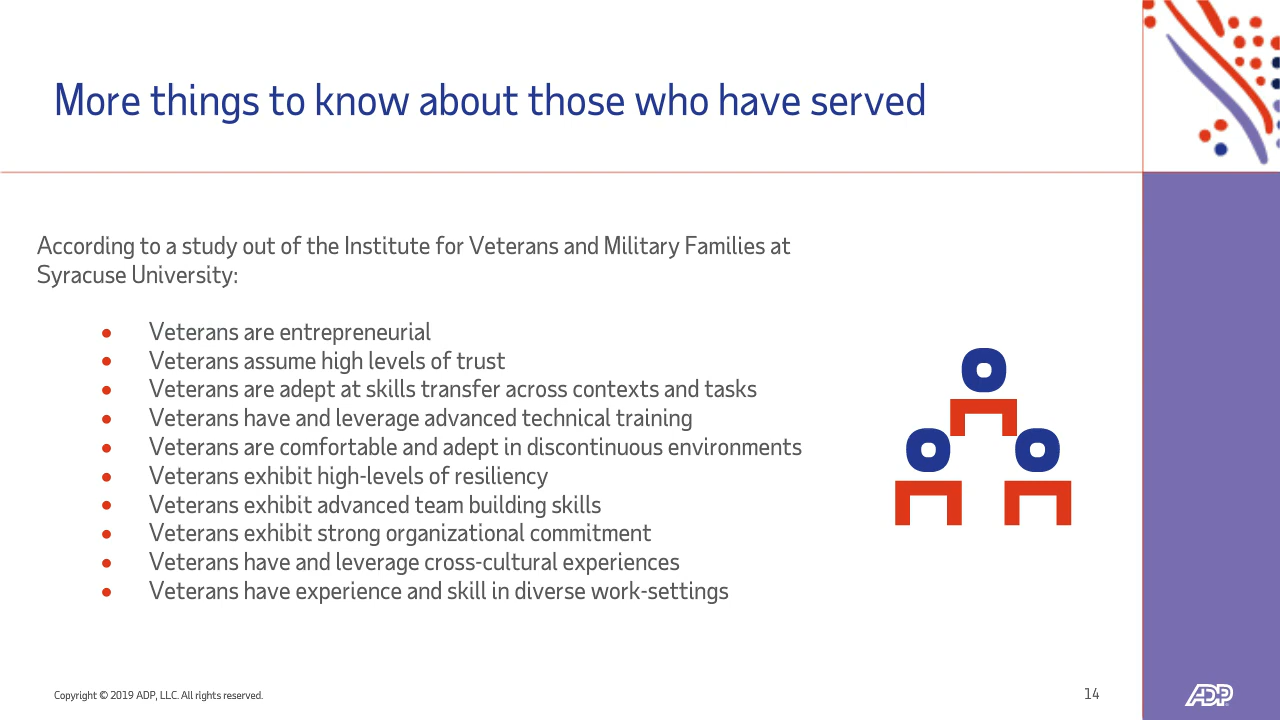 More things to know about those who have served
According to a study out of the Institute for Veterans and Military Families at
Syracuse University:
• Veterans are entrepreneurial
• Veterans assume high levels of trust
• Veterans are adept at skills transfer across contexts and tasks
• Veterans have and leverage advanced technical training
• Veterans are comfortable and adept in discontinuous environments
• Veterans exhibit high-levels of resiliency
• Veterans exhibit advanced team building skills
• Veterans exhibit strong organizational commitment
• Veterans have and leverage cross-cultural experiences
• Veterans have experience and skill in diverse work-settings
Copyright © 2019 ADP, LLC. All rights reserved.
14
ADP